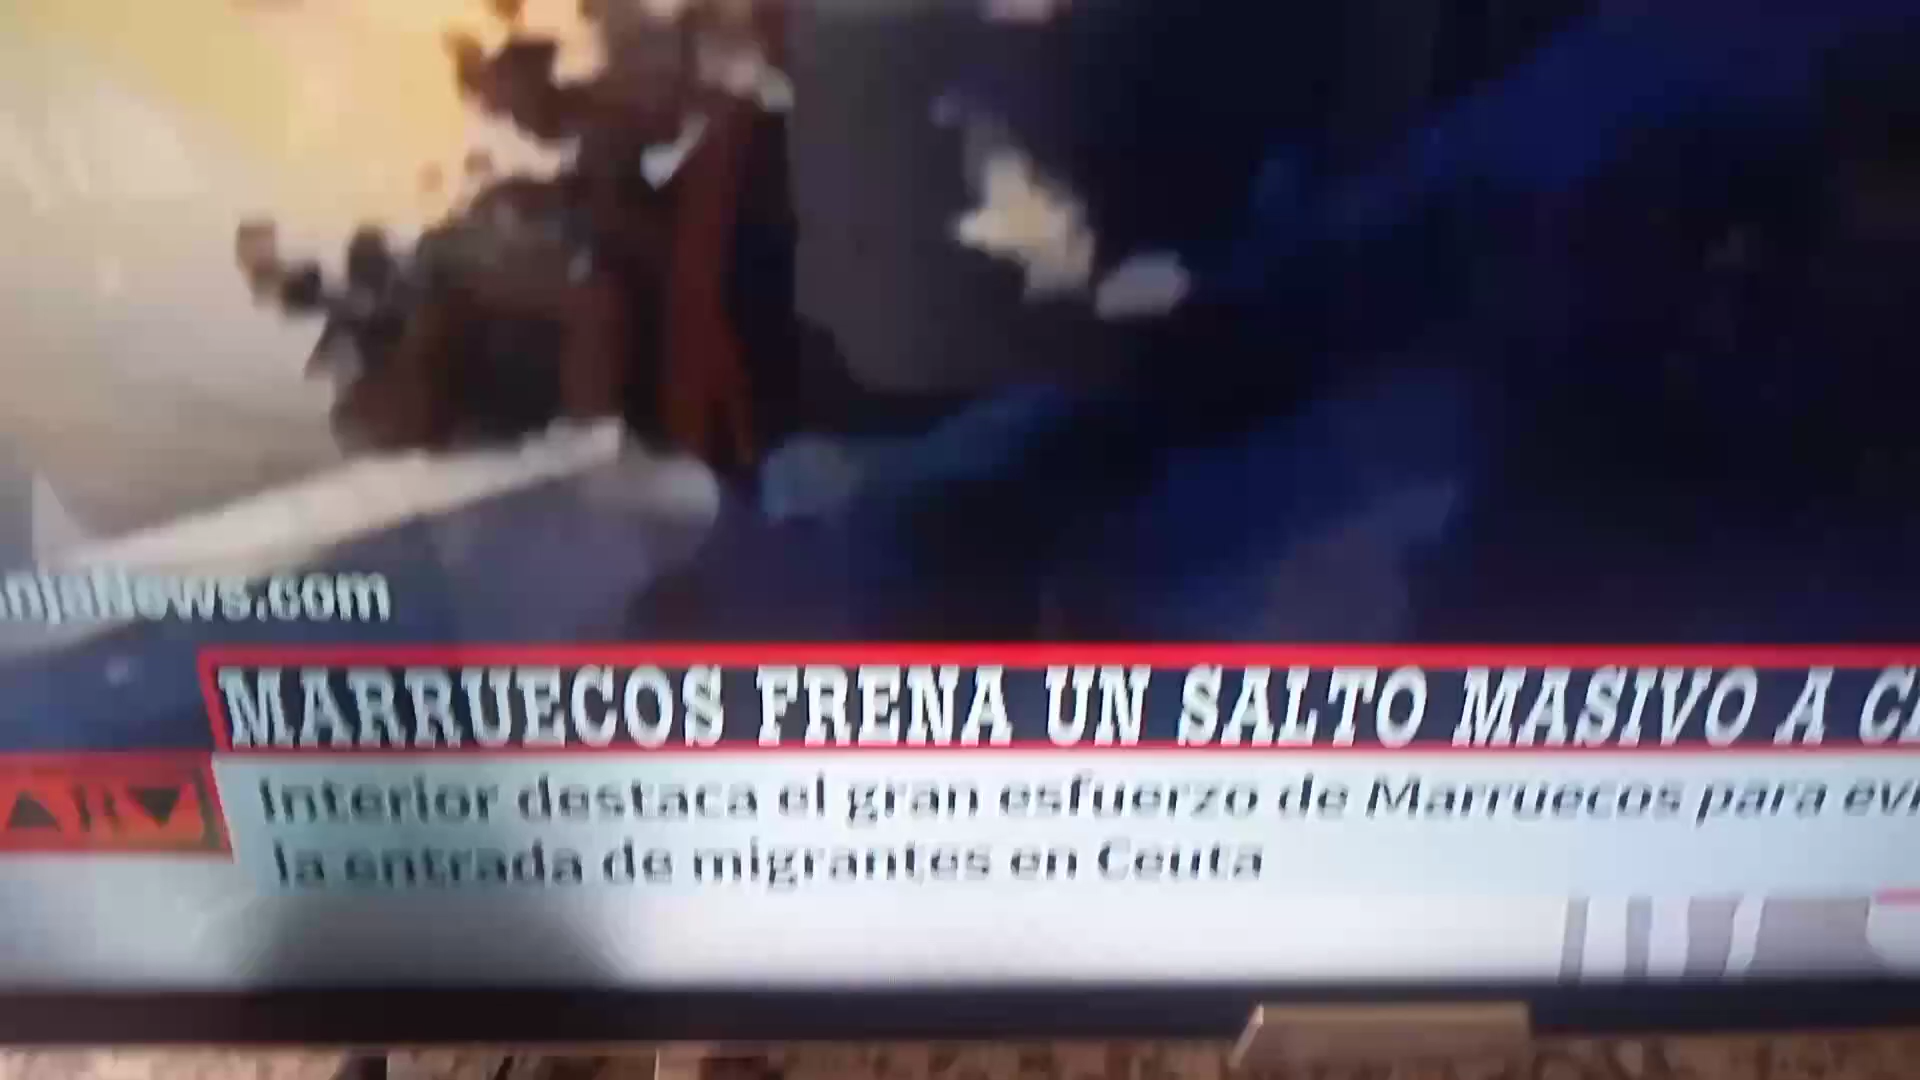 anjaNews.com
MARRUECOS FRENA UN SALTO MASIVO A
Interior destaca el gran esfuerzo de Marruecos para
la entrada de migrantes en Ceuta